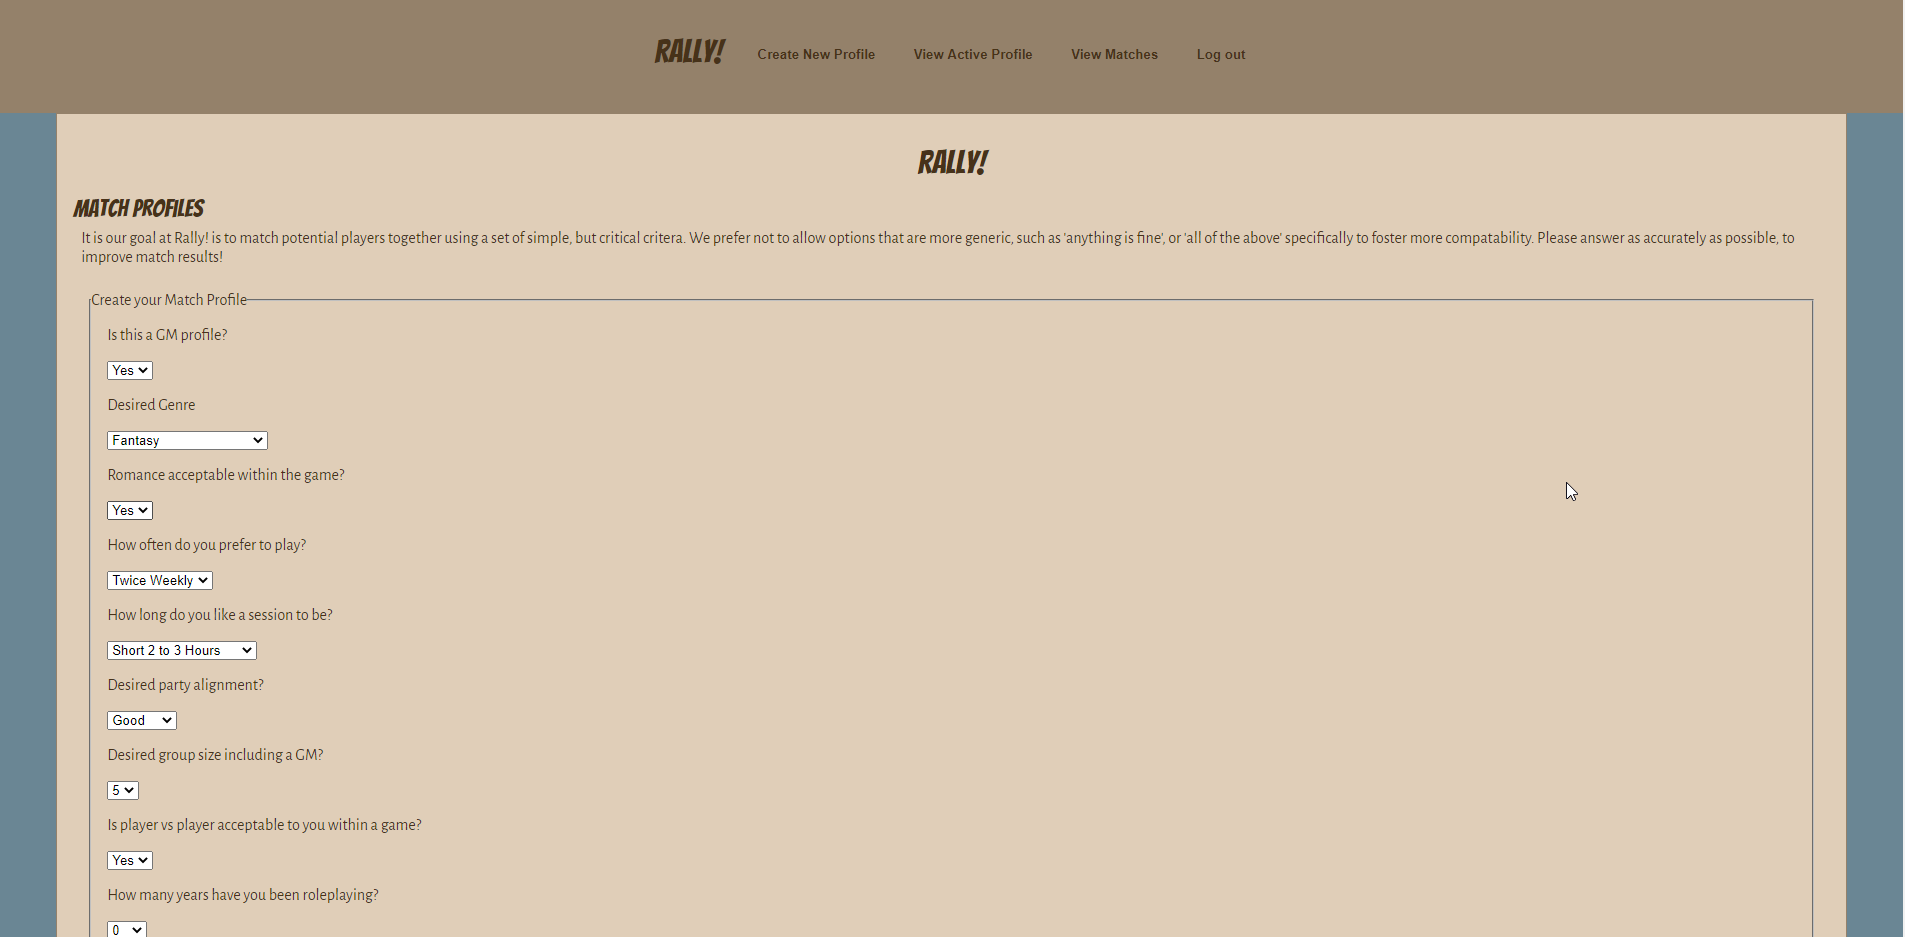 RALLY! Create New Profile View Active Profile View Matches Log out
RALLY!
MATCH PROFILES
It is our goal at Rally! is to match potential players together using a set of simple, but critical critera. We prefer not to allow options that are more generic, such as 'anything is fine', or 'all of the above' specifically to foster more compatability. Please answer as accurately as possible, to
improve match results!
Create your Match Profile
Is this a GM profile?
Yes
Desired Genre
Fantasy
Romance acceptable within the game?
Yes
How often do you prefer to play?
Twice Weekly
How long do you like a session to be?
Short 2 to 3 Hours
Desired party alignment?
Good
Desired group size including a GM?
5
Is player vs player acceptable to you within a game?
Yes
How many years have you been roleplaying?
0